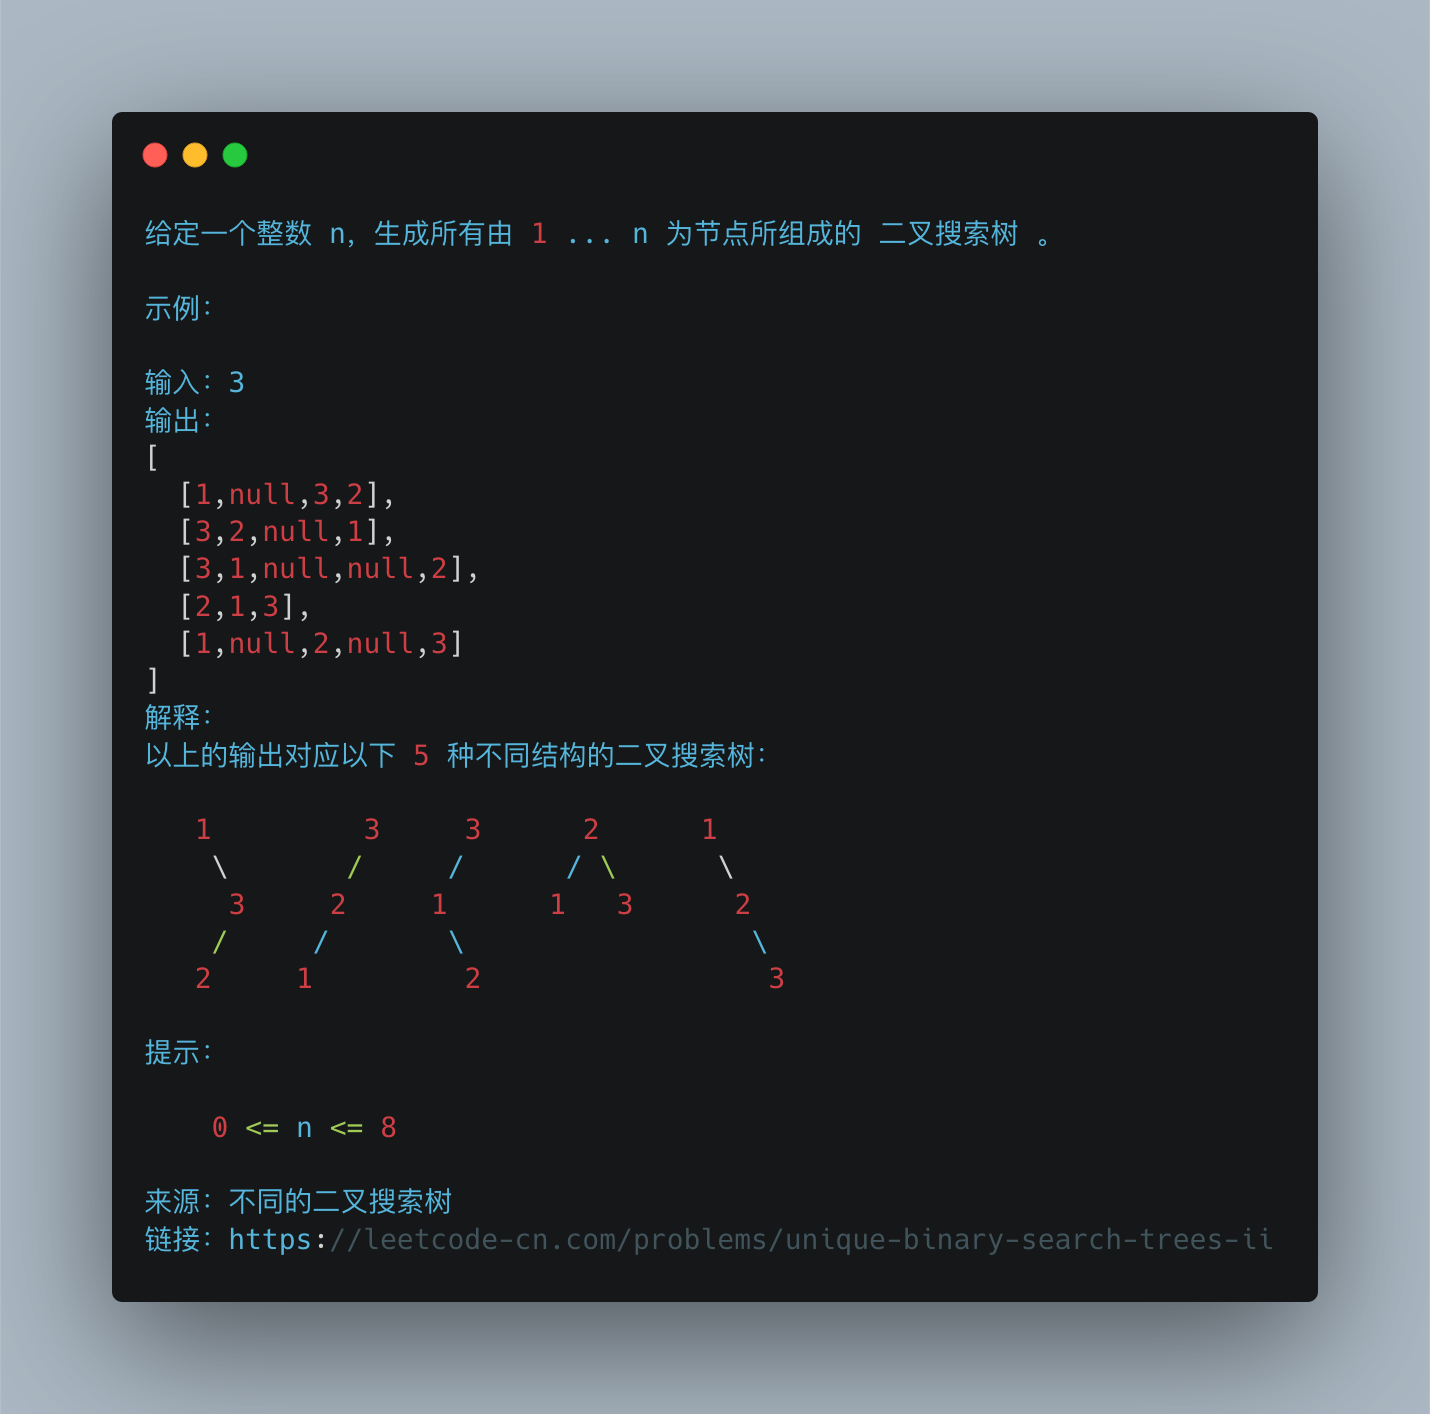 给定一个整数 n，生成所有由 1 ... n 为节点所组成的 二叉搜索树 。
示例：
输入：3
输出：
[
  [1,null,3,2],
  [3,2,null,1],
  [3,1,null,null,2],
  [2,1,3],
  [1,null,2,null,3]
]
解释：
以上的输出对应以下 5 种不同结构的二叉搜索树：
   1         3     3      2      1
    \       /     /      / \      \
     3     2     1      1   3      2
    /     /       \                 \
   2     1         2                 3
提示：
    0 <= n <= 8
来源：不同的二叉搜索树
链接：https://leetcode-cn.com/problems/unique-binary-search-trees-ii